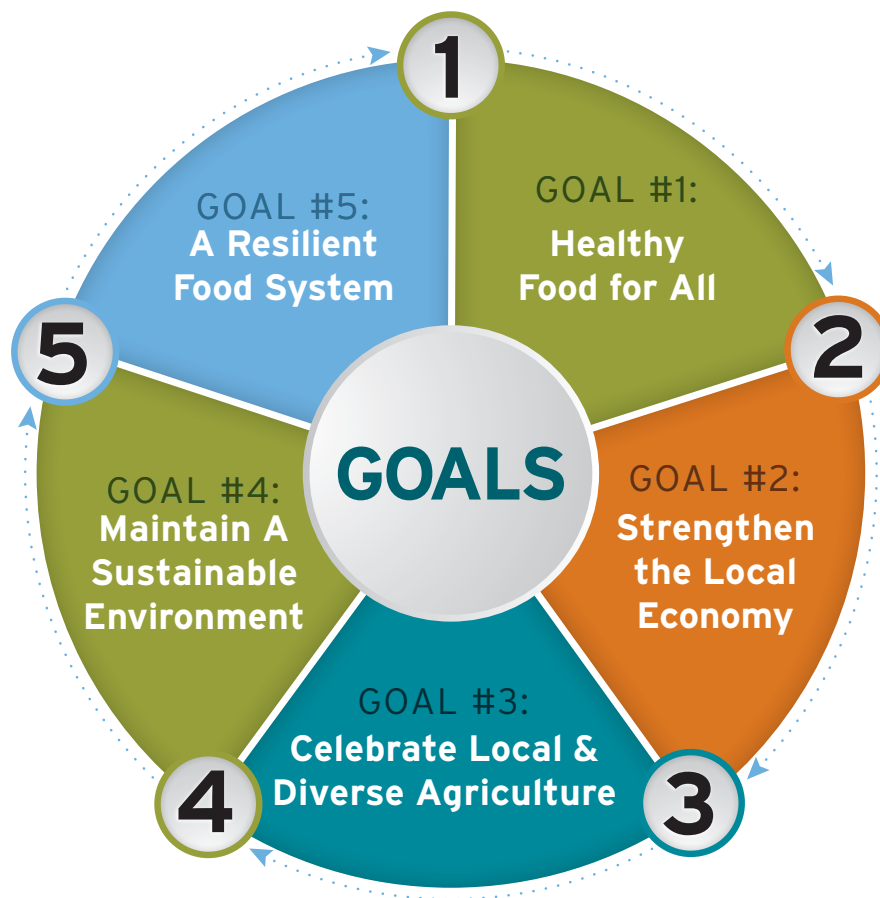 1
GOAL #1:
Healthy
Food for All
2
GOAL #2:
Strengthen
the Local
Economy
3
GOAL #3:
Celebrate Local &
Diverse Agriculture
4
GOAL #4:
Maintain A
Sustainable
Environment
5
GOAL #5:
A Resilient
Food System
GOALS